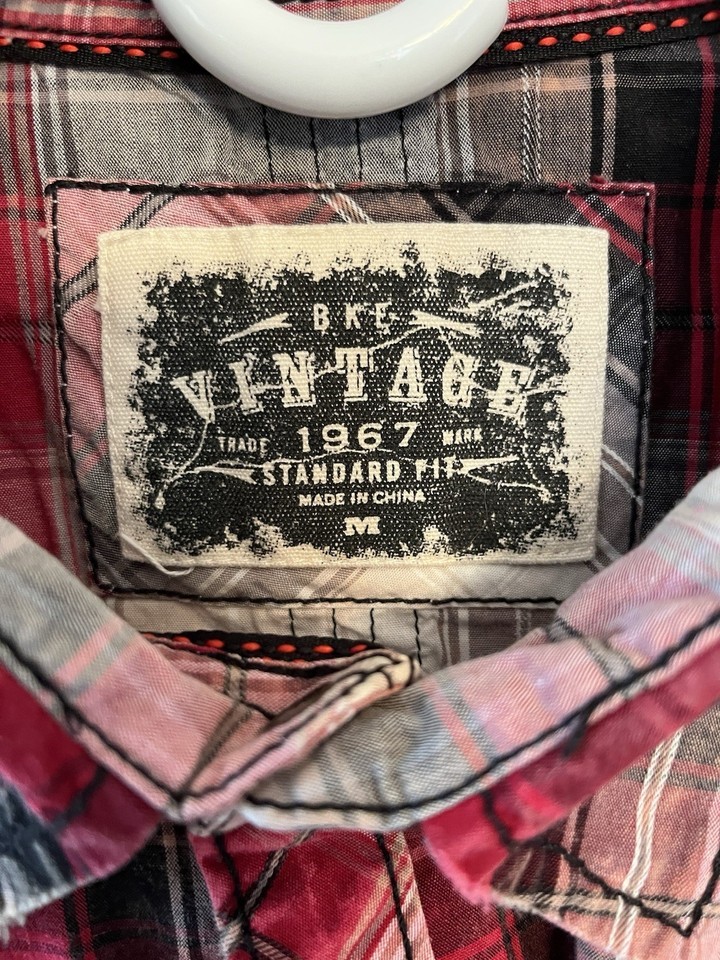 BKE
VINTAGE
TRADE 1967 MARK
STANDARD FIT
MADE IN CHINA
M